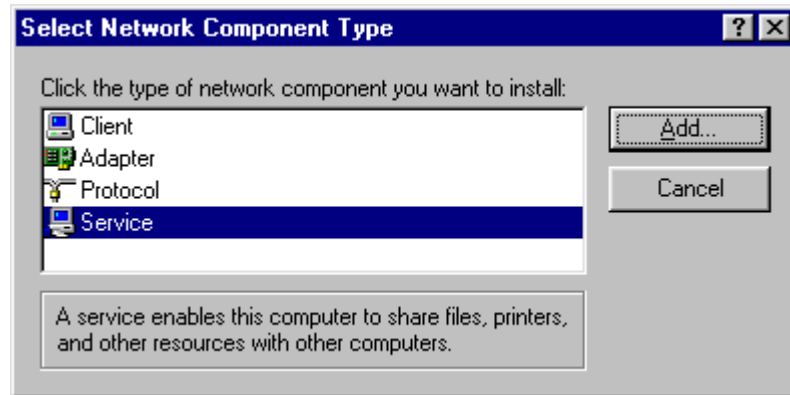 Select Network Component Type
Click the type of network component you want to install:
Client
Adapter
Protocol
Service
Add...
Cancel
A service enables this computer to share files, printers,
and other resources with other computers.